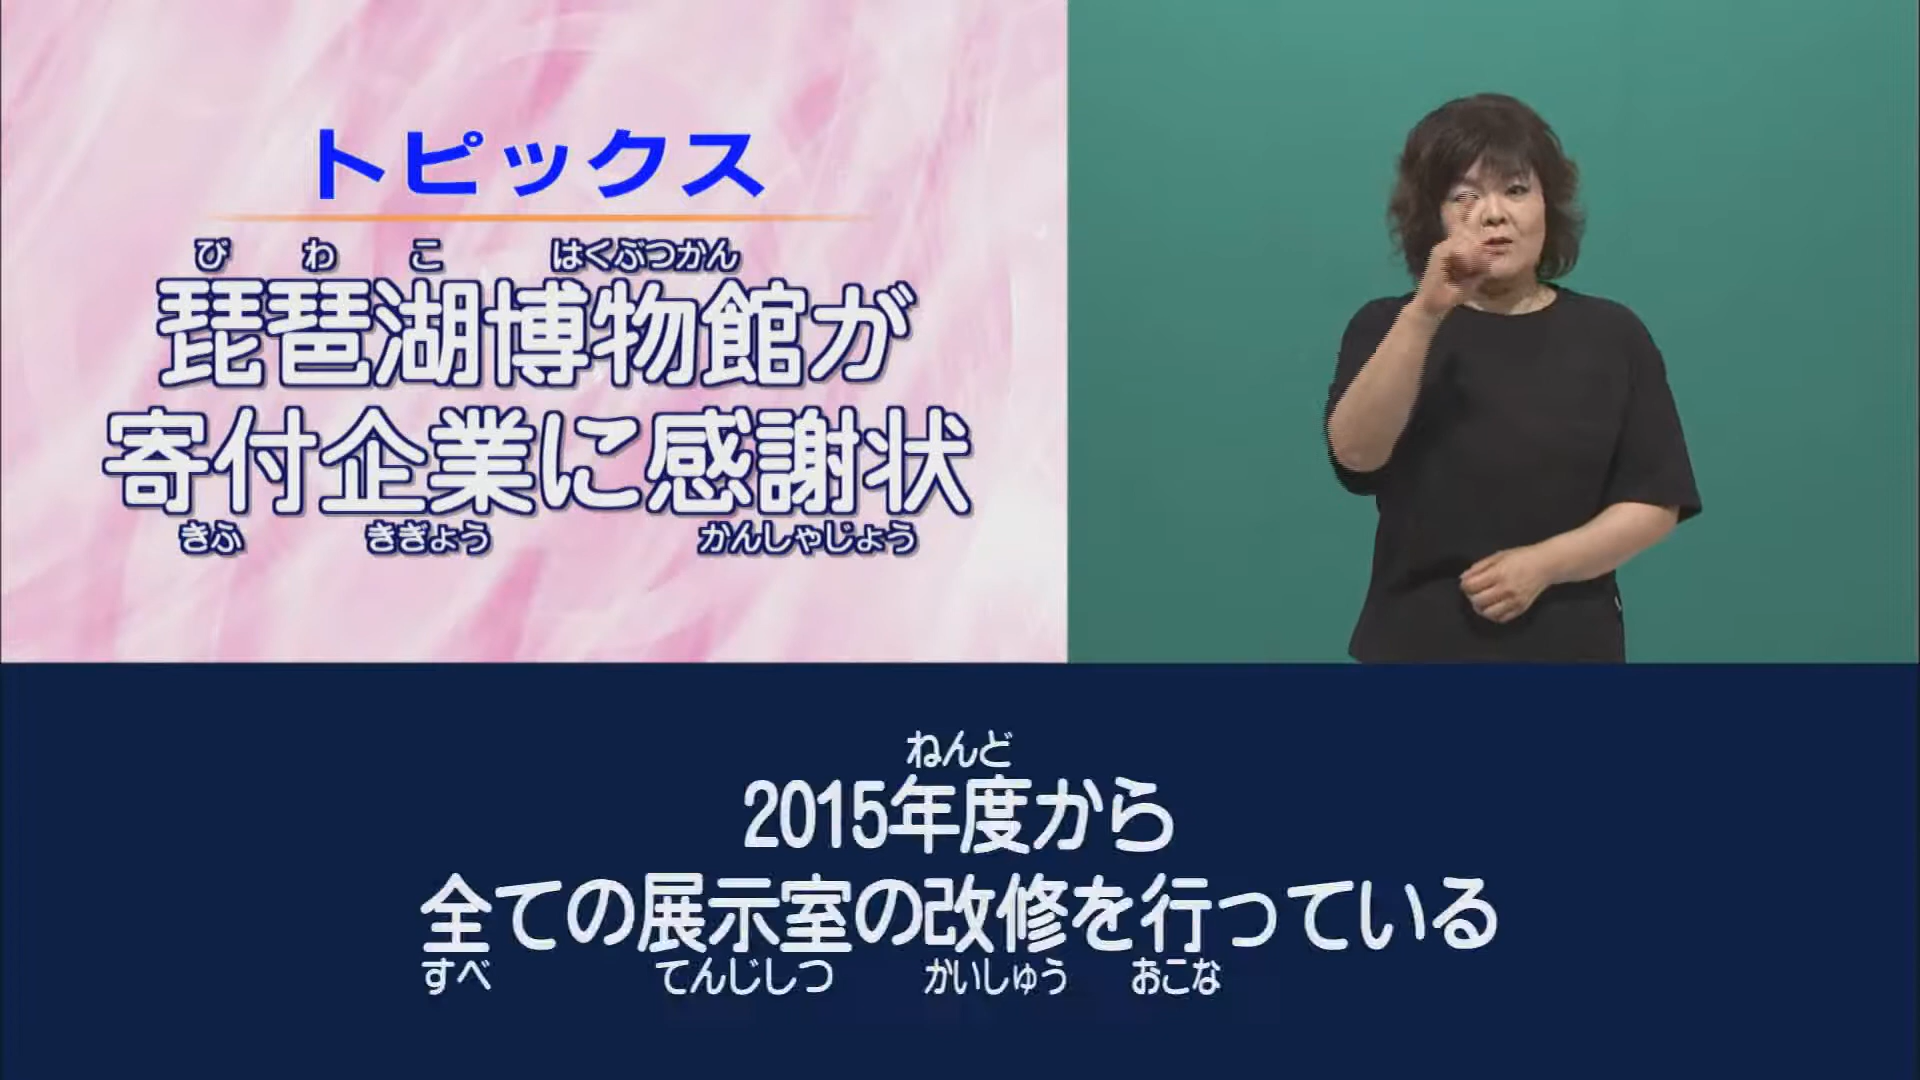 トピックス
びわこ はくぶつかん
琵琶湖博物館が
寄付企業に感謝状
きふ ききぎょう かんしゃじょう
ねんど
2015年度から
全ての展示室の改修を行っている
すべ てんじしつ かいしゅう おこな